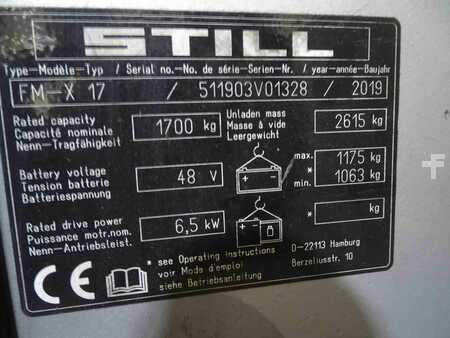 STILL
Type-Modèle-Typ / Serial no.-No. de série-Serien-Nr. / year-année-Baujahr
FM-X 17 / 511903V01328 / 2019
Rated capacity
Capacité nominale
Nenn-Tragfähigkeit
1700 kg
Unladen mass
Masse à vide
Leergewicht
2615 kg
Battery voltage
Tension batterie
Batteriespannung
48 V
max. 1175 kg
*
min. 1063 kg
Rated drive power
Puissance motr.nom.
Nenn-Antriebsleist.
6,5 kW
* kg
CE
* see Operating instructions
voir Mode d'emploi
siehe Betriebsanleitung
D-22113 Hamburg
Berzeliusstr. 10
F